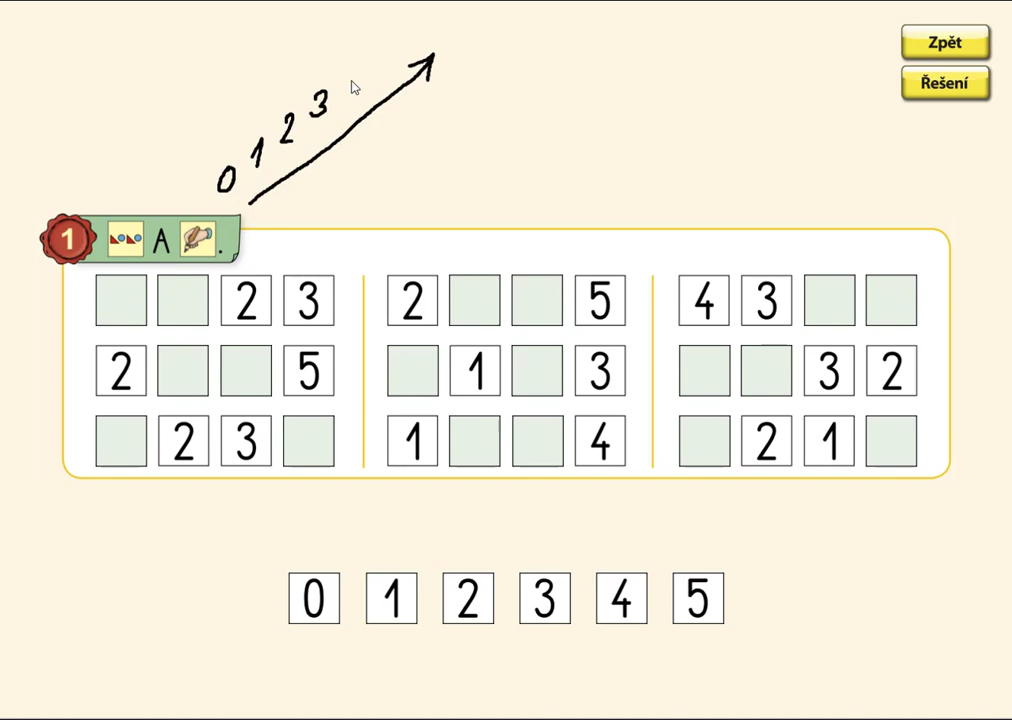 Zpět
Řešení
0 1 2 3
1 A .
2 3 2 5 4 3
2 5 1 3 3 2
2 3 1 4 2 1
0 1 2 3 4 5